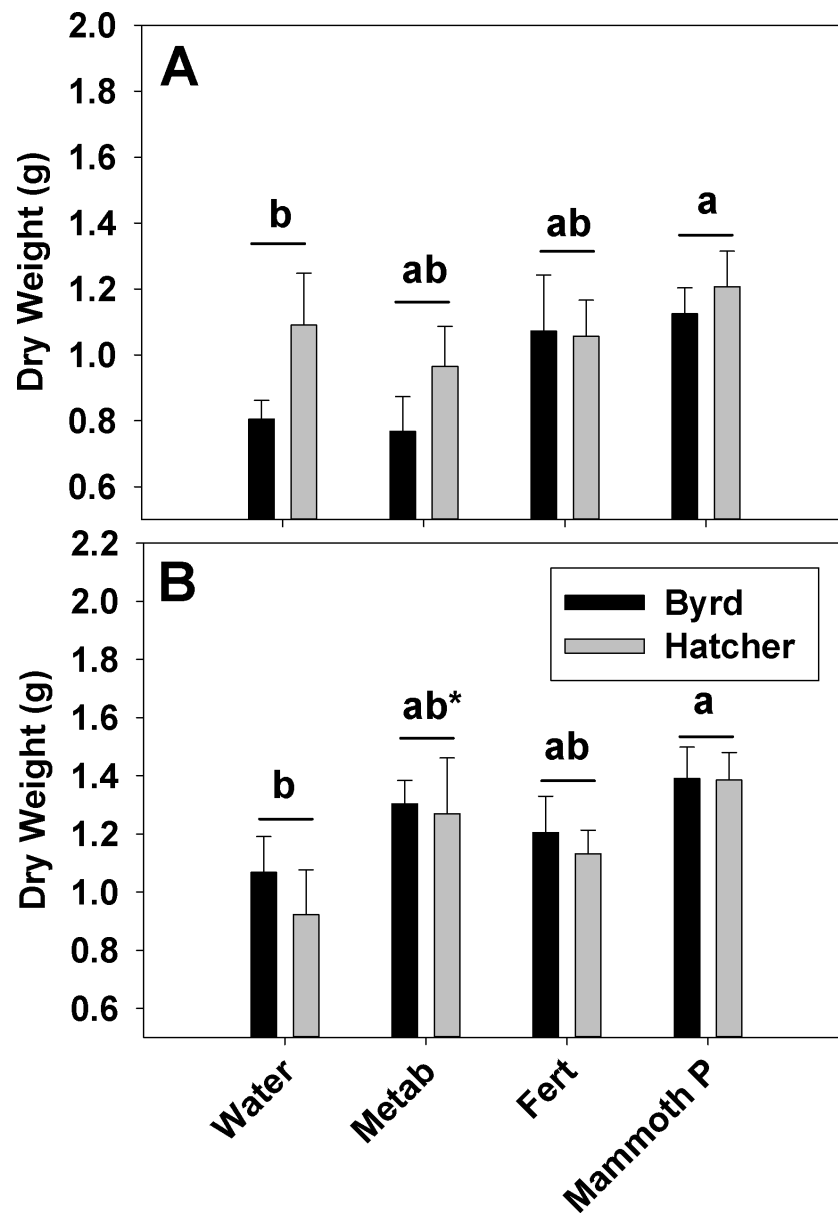 2.0
A
1.8
1.6
1.4
1.2
1.0
0.8
0.6
Dry Weight (g)
b
ab
ab
a
2.2
B
2.0
1.8
1.6
1.4
1.2
1.0
0.8
0.6
Dry Weight (g)
Byrd
Hatcher
b
ab*
ab
a
Water
Metab
Fert
Mammoth P